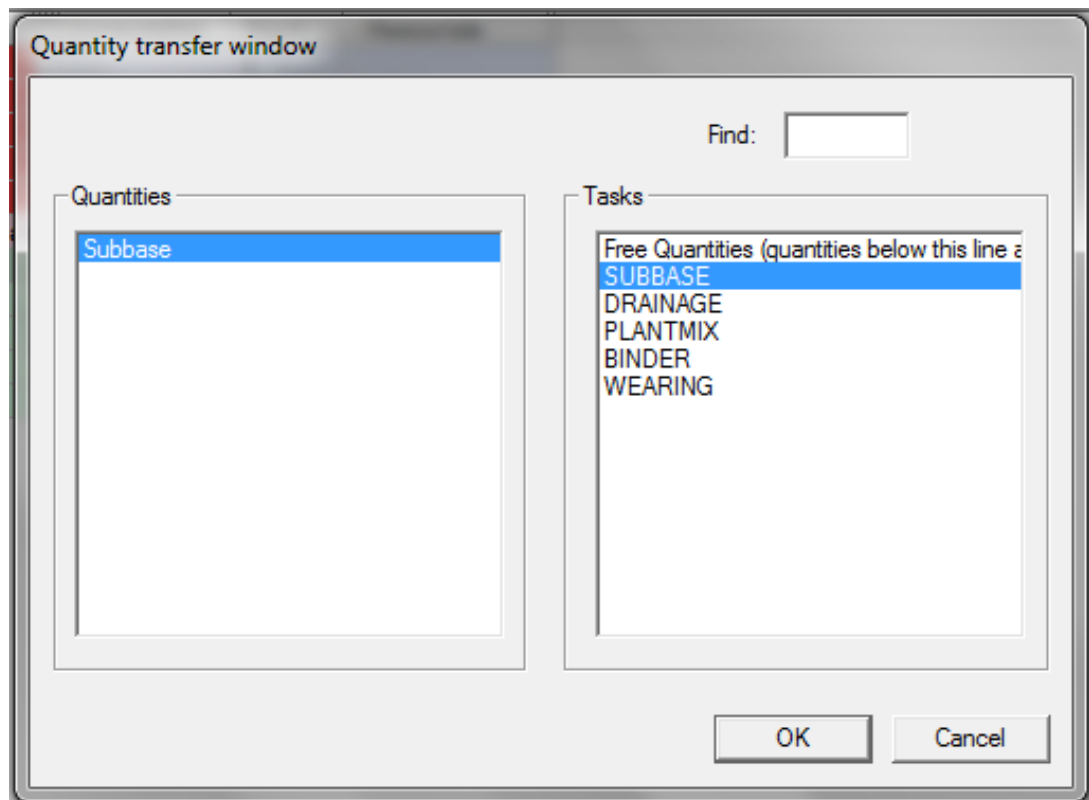 Quantity transfer window
Find:
Quantities
Subbase
Tasks
Free Quantities (quantities below this line a
SUBBASE
DRAINAGE
PLANTMIX
BINDER
WEARING
OK
Cancel